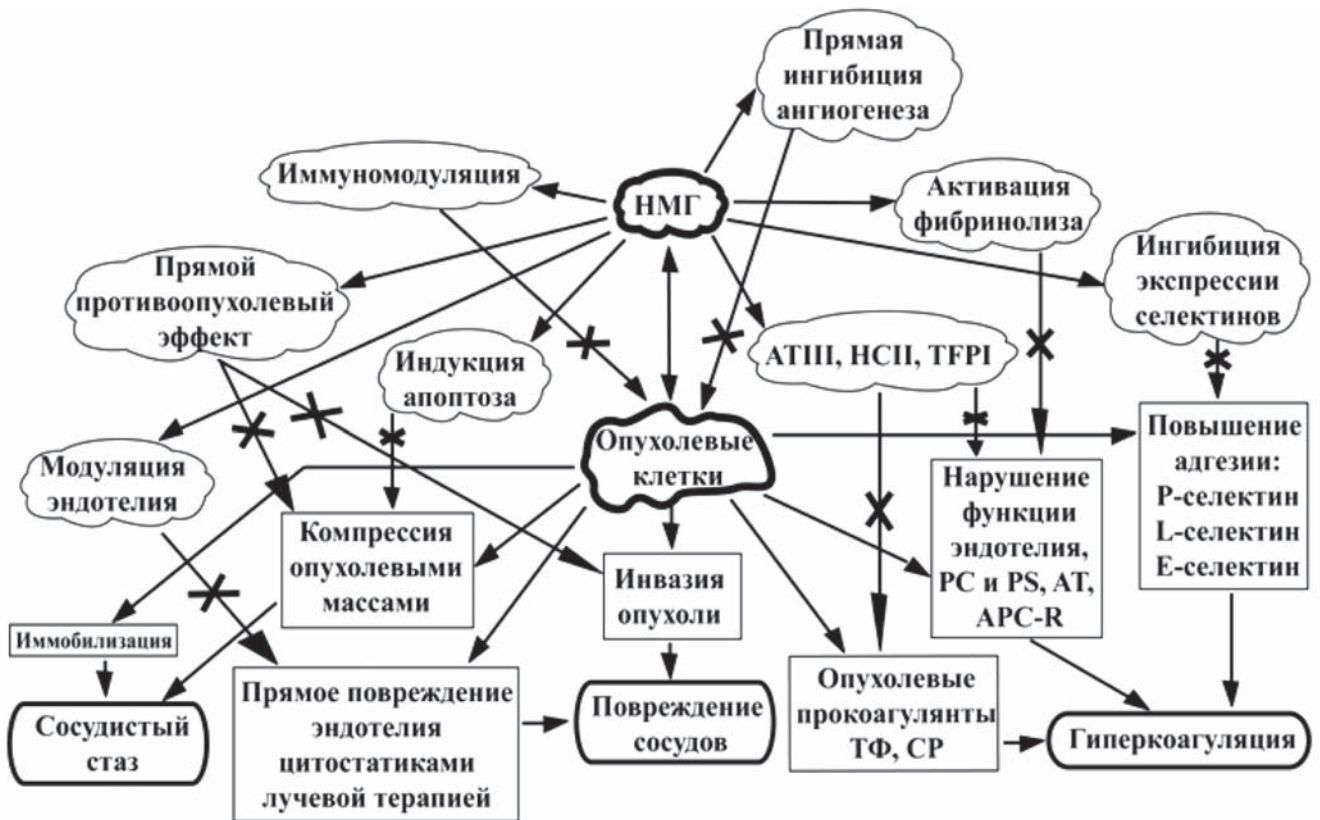 Прямая
ингибиция
ангиогенеза
Иммуномодуляция
НМГ
Активация
фибринолиза
Прямой
противоопухолевый
эффект
Ингибиция
экспрессии
селектинов
Индукция
апоптоза
ATIII, HCII, TFPI
Модуляция
эндотелия
Опухолевые
клетки
Повышение
адгезии:
P-селектин
L-селектин
E-селектин
Нарушение
функции
эндотелия,
PC и PS, AT,
APC-R
Компрессия
опухолевыми
массами
Инвазия
опухоли
Иммобилизация
Прямое повреждение
эндотелия
цитостатиками
лучевой терапией
Опухолевые
прокоагулянты
ТФ, СР
Сосудистый
стаз
Повреждение
сосудов
Гиперкоагуляция